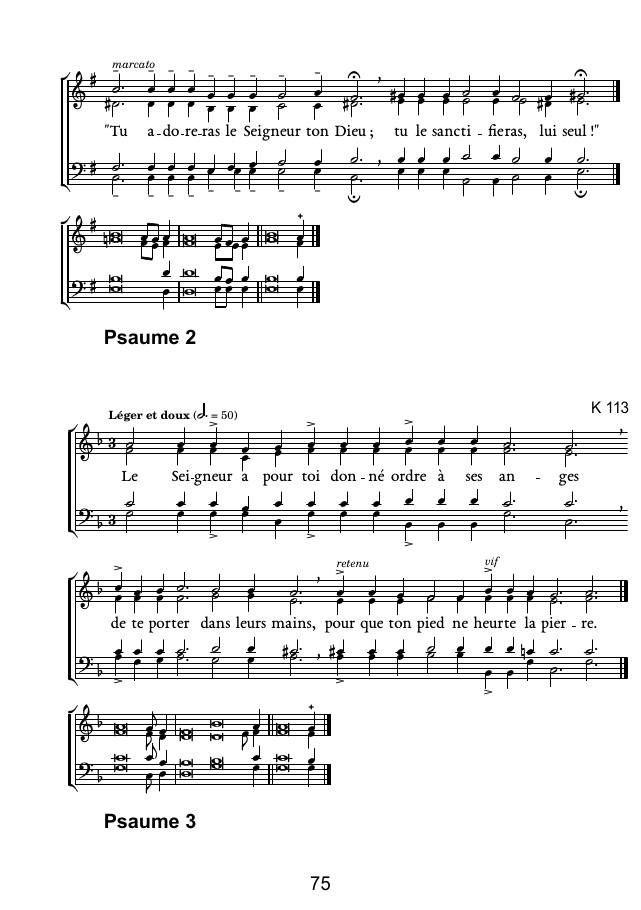 marcato
"Tu a - do - re - ras le Seigneur ton Dieu ; tu le sancti - fieras, lui seul !"
Psaume 2
K 113
Léger et doux (𝅗𝅥. = 50)
3
3
Le Sei - gneur a pour toi don - né ordre à ses an - ges
retenu vif
de te porter dans leurs mains, pour que ton pied ne heurte la pier - re.
Psaume 3
75